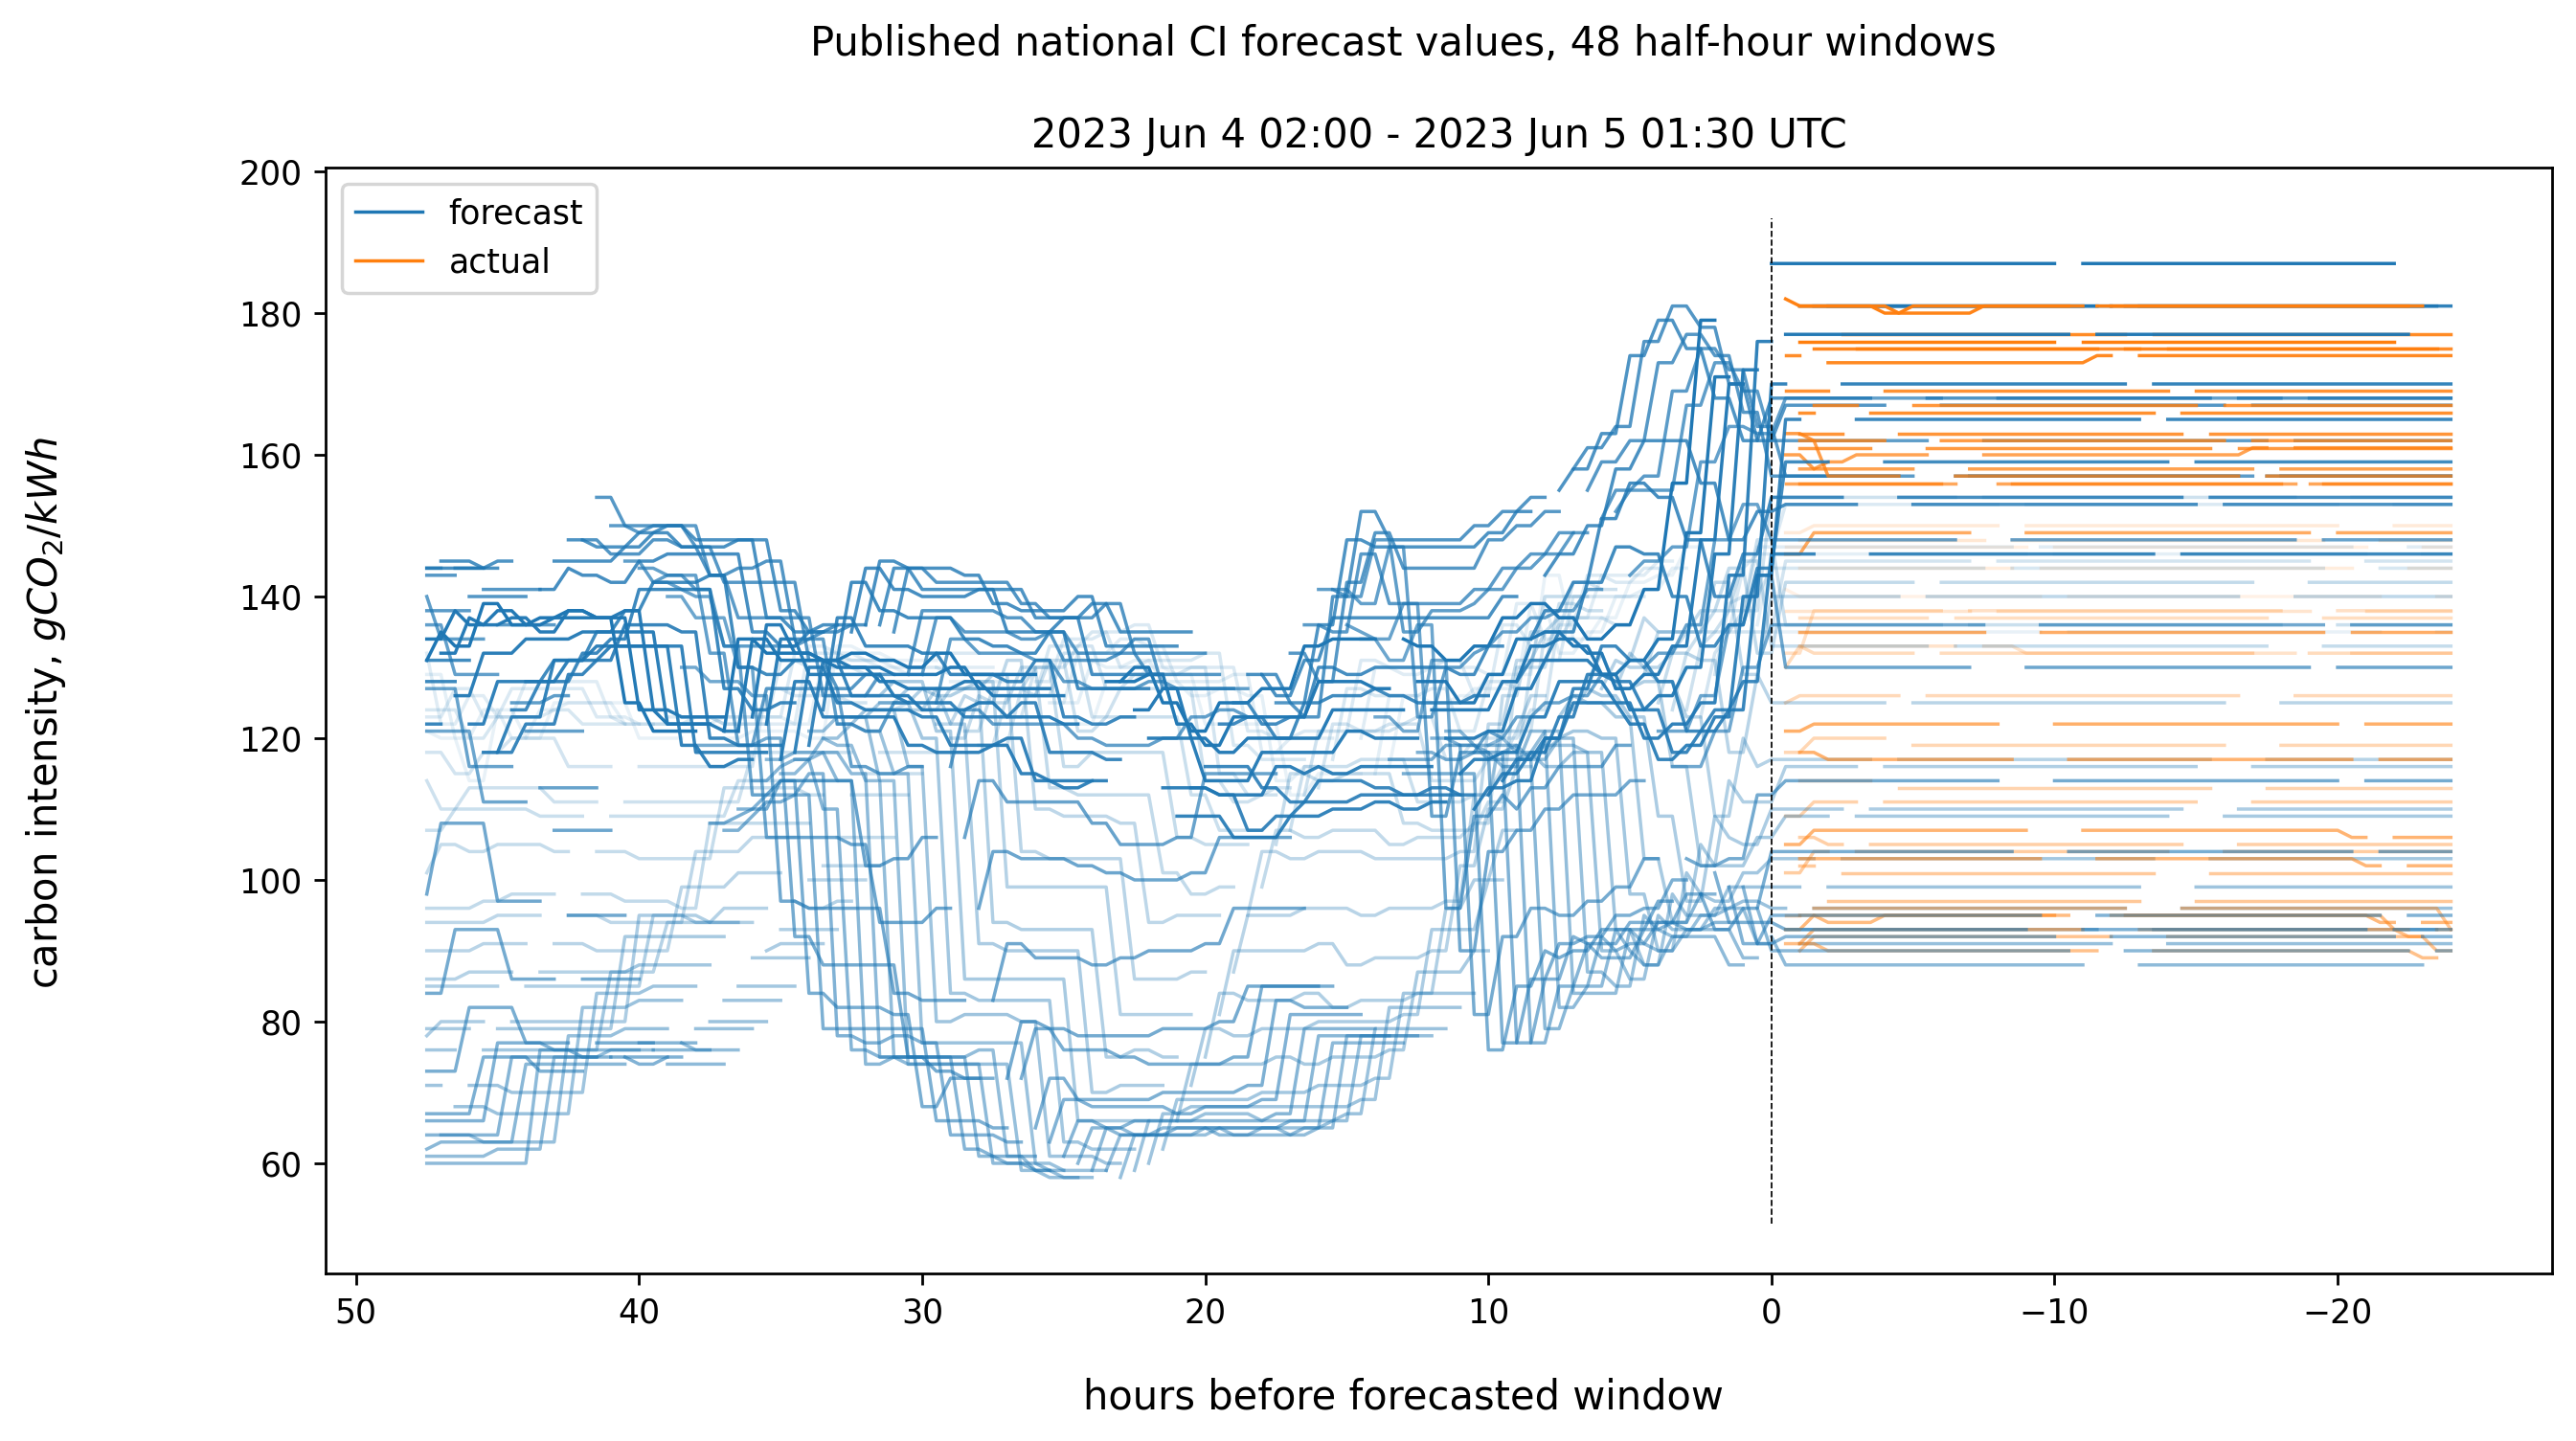 Published national CI forecast values, 48 half-hour windows
2023 Jun 4 02:00 - 2023 Jun 5 01:30 UTC
forecast
actual
carbon intensity, gCO₂/kWh
200
180
160
140
120
100
80
60
50
40
30
20
10
0
−10
−20
hours before forecasted window